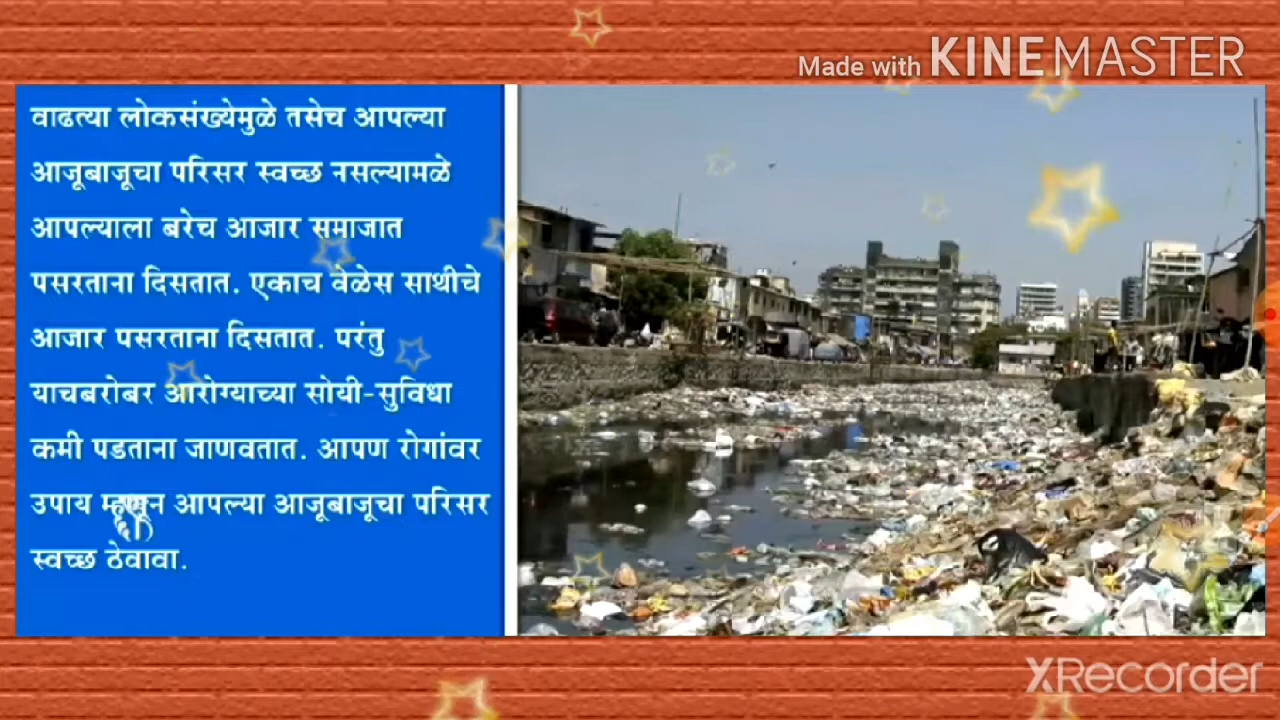 Made with KINEMASTER
वाढत्या लोकसंख्येमुळे तसेच आपल्या
आजूबाजूचा परिसर स्वच्छ नसल्यामळे
आपल्याला बरेच आजार समाजात
पसरताना दिसतात. एकाच वेळेस साथीचे
आजार पसरताना दिसतात. परंतु
याचबरोबर आरोग्याच्या सोयी-सुविधा
कमी पडताना जाणवतात. आपण रोगांवर
उपाय म्हणून आपल्या आजूबाजूचा परिसर
स्वच्छ ठेवावा.
XRecorder